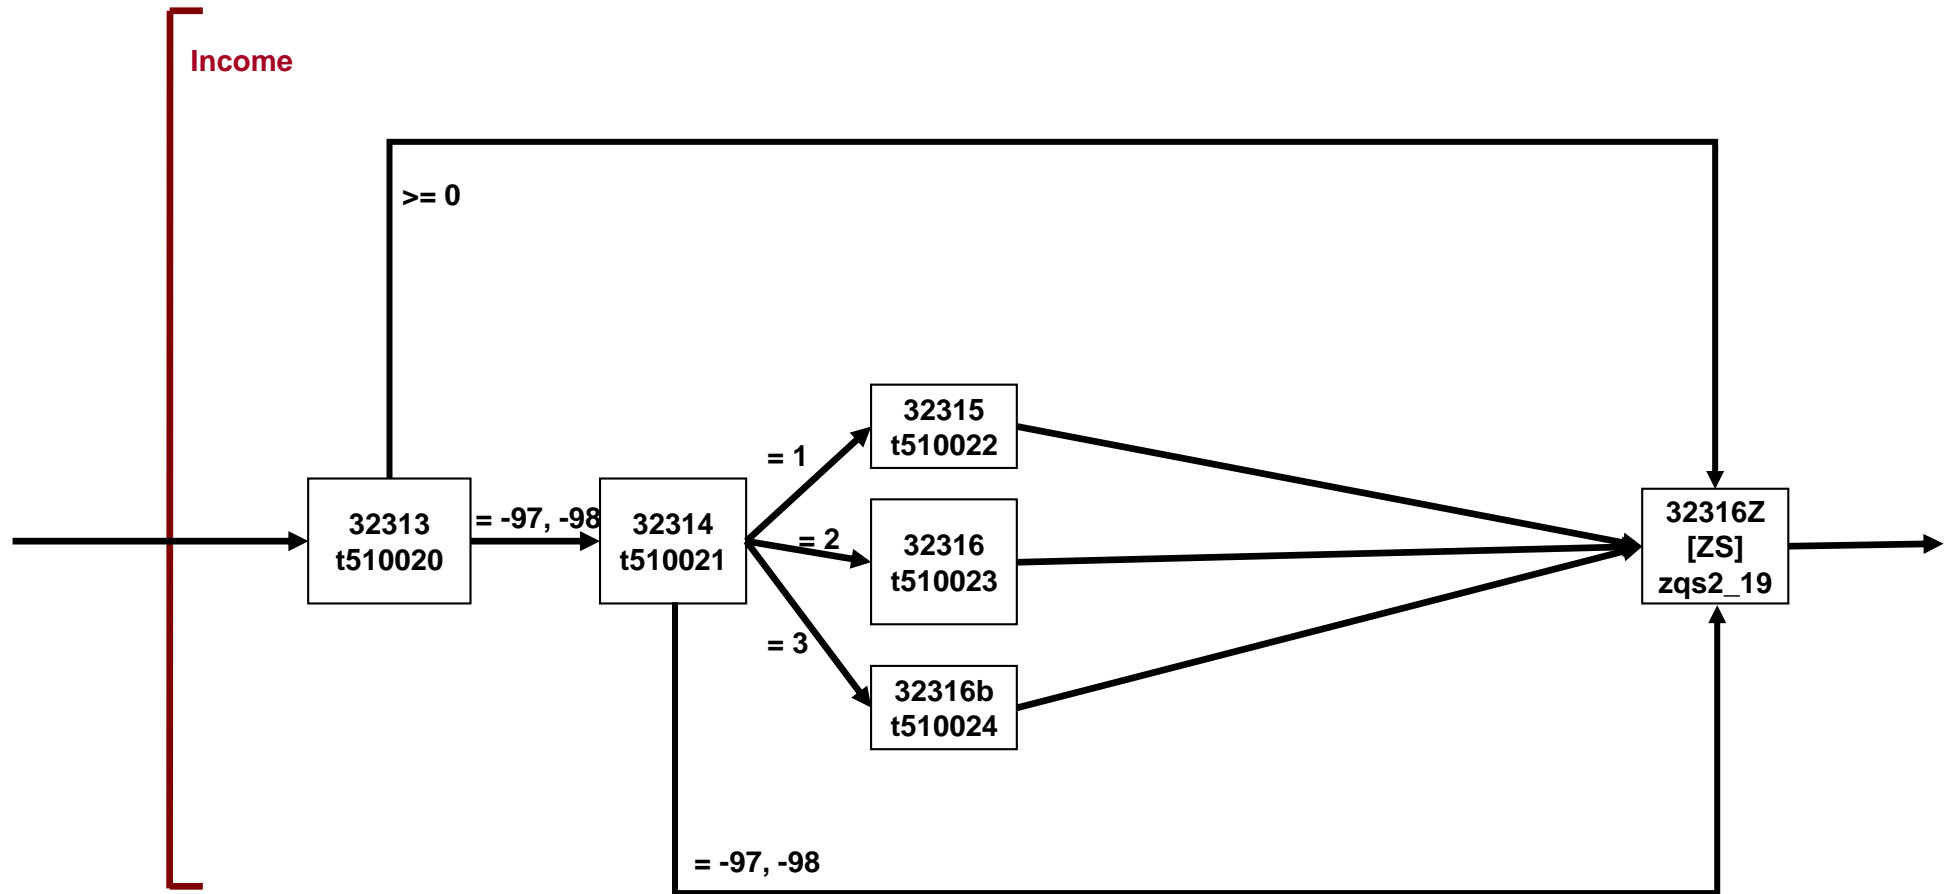 Income
>= 0
32313
t510020
= -97, -98
32314
t510021
= 1
= 2
= 3
32315
t510022
32316
t510023
32316b
t510024
32316Z
[ZS]
zqs2_19
= -97, -98